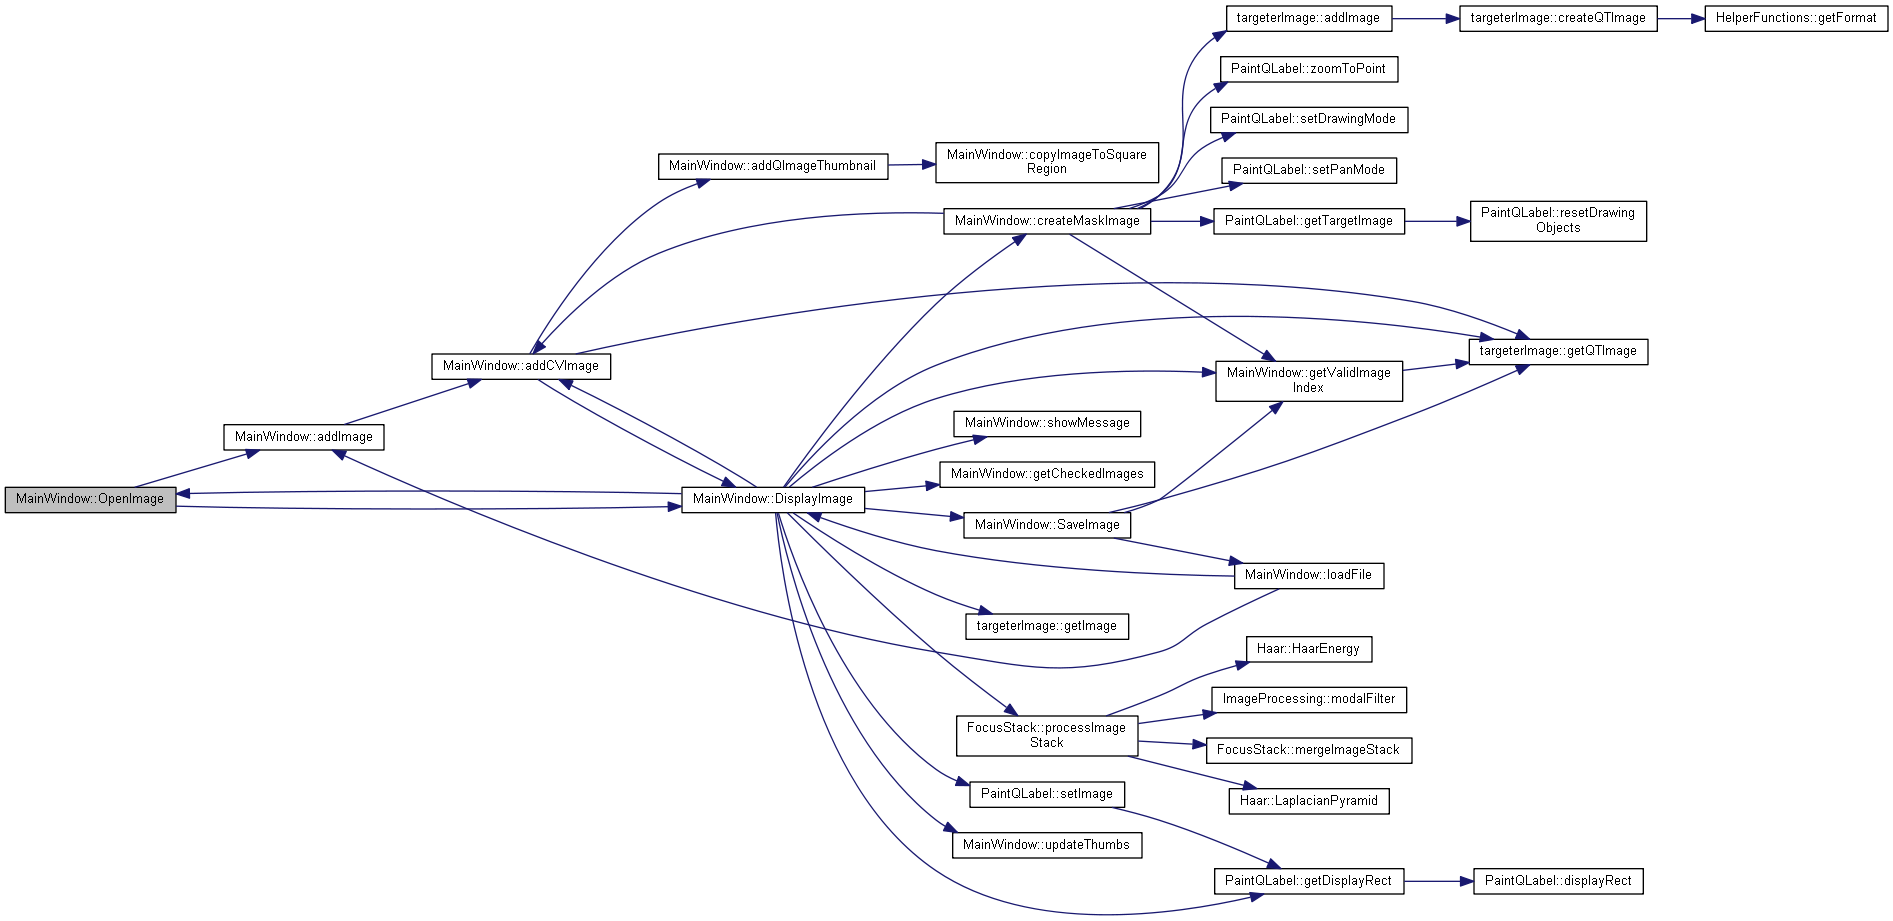 targeterImage::addImage
targeterImage::createQTImage
HelperFunctions::getFormat
PaintQLabel::zoomToPoint
PaintQLabel::setDrawingMode
MainWindow::addQImageThumbnail
MainWindow::copyImageToSquare
Region
PaintQLabel::setPanMode
MainWindow::createMaskImage
PaintQLabel::getTargetImage
PaintQLabel::resetDrawing
Objects
targeterImage::getQTImage
MainWindow::addCVImage
MainWindow::getValidImage
Index
MainWindow::showMessage
MainWindow::addImage
MainWindow::getCheckedImages
MainWindow::OpenImage
MainWindow::DisplayImage
MainWindow::SaveImage
MainWindow::loadFile
targeterImage::getImage
Haar::HaarEnergy
ImageProcessing::modalFilter
FocusStack::processImage
Stack
FocusStack::mergeImageStack
PaintQLabel::setImage
Haar::LaplacianPyramid
MainWindow::updateThumbs
PaintQLabel::getDisplayRect
PaintQLabel::displayRect